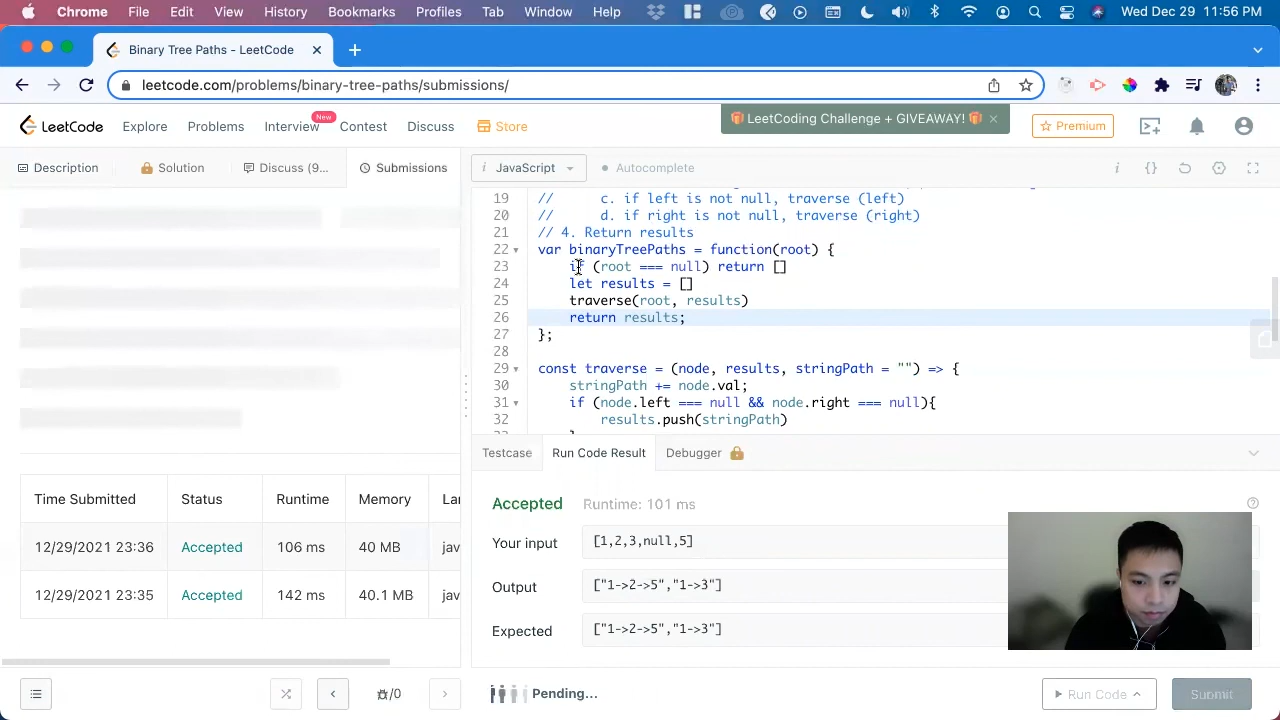 Chrome File Edit View History Bookmarks Profiles Tab Window Help Wed Dec 29 11:56 PM
Binary Tree Paths - LeetCode
leetcode.com/problems/binary-tree-paths/submissions/
LeetCode Explore Problems Interview New Contest Discuss Store
🎁 LeetCoding Challenge + GIVEAWAY! 🎁 ×
Premium
Description Solution Discuss (9... Submissions
i JavaScript Autocomplete
19 // c. if left is not null, traverse (left)
20 // d. if right is not null, traverse (right)
21 // 4. Return results
22 var binaryTreePaths = function(root) {
23 if (root === null) return []
24 let results = []
25 traverse(root, results)
26 return results;
27 };
28
29 const traverse = (node, results, stringPath = "") => {
30 stringPath += node.val;
31 if (node.left === null && node.right === null){
32 results.push(stringPath)
Testcase Run Code Result Debugger
Accepted Runtime: 101 ms
Your input [1,2,3,null,5]
Output ["1->2->5","1->3"]
Expected ["1->2->5","1->3"]
Time Submitted Status Runtime Memory La
12/29/2021 23:36 Accepted 106 ms 40 MB jav
12/29/2021 23:35 Accepted 142 ms 40.1 MB jav
/0
Pending...
Run Code
Submit